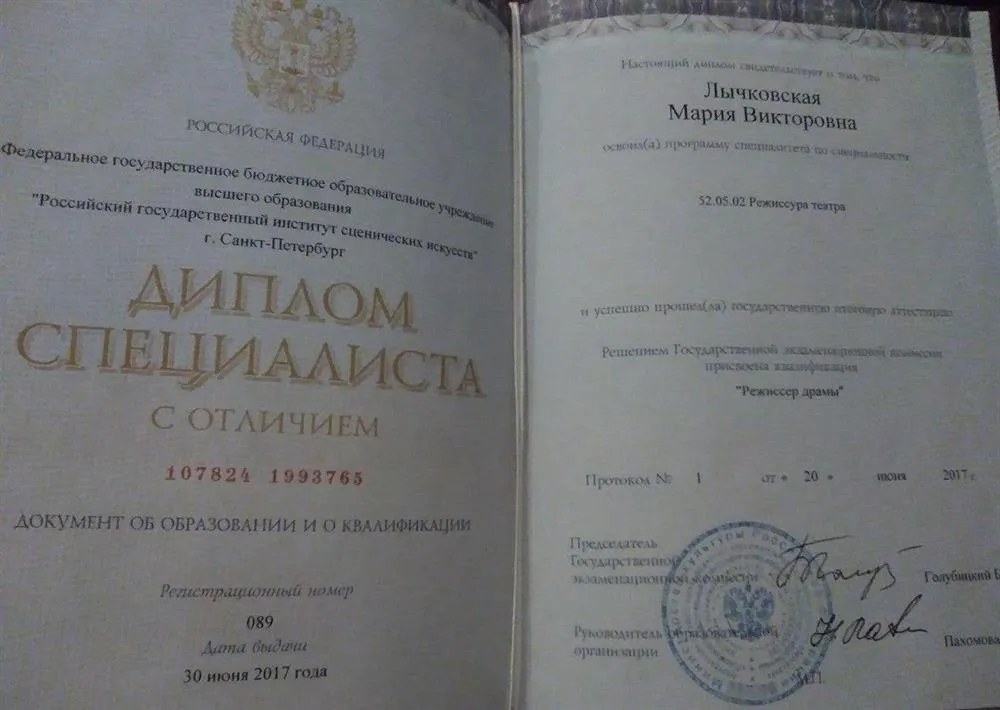 РОССИЙСКАЯ ФЕДЕРАЦИЯ
Федеральное государственное бюджетное образовательное учреждение
высшего образования
"Российский государственный институт сценических искусств"
г. Санкт-Петербург
ДИПЛОМ
СПЕЦИАЛИСТА
С ОТЛИЧИЕМ
107824 1993765
ДОКУМЕНТ ОБ ОБРАЗОВАНИИ И О КВАЛИФИКАЦИИ
Регистрационный номер
089
Дата выдачи
30 июня 2017 года
Настоящий диплом свидетельствует о том, что
Лычковская
Мария Викторовна
освоил(а) программу специалитета по специальности
52.05.02 Режиссура театра
и успешно прошел(ла) государственную итоговую аттестацию
Решением Государственной экзаменационной комиссии
присвоена квалификация
"Режиссер драмы"
Протокол № 1 от « 20 » июня 2017 г.
Председатель
Государственной
экзаменационной комиссии
Голубицкий Б
Руководитель образовательной
организации
Пахомова
М.П.